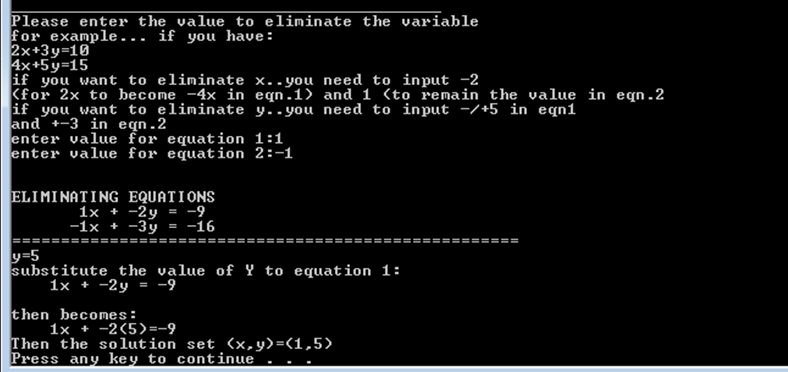 Please enter the value to eliminate the variable
for example... if you have:
2x+3y=10
4x+5y=15
if you want to eliminate x..you need to input -2
(for 2x to become -4x in eqn.1) and 1 (to remain the value in eqn.2
if you want to eliminate y..you need to input -/+5 in eqn1
and +-3 in eqn.2
enter value for equation 1:1
enter value for equation 2:-1
ELIMINATING EQUATIONS
1x + -2y = -9
-1x + -3y = -16
====================================================
y=5
substitute the value of Y to equation 1:
1x + -2y = -9
then becomes:
1x + -2(5)=-9
Then the solution set (x,y)=(1,5)
Press any key to continue . . .